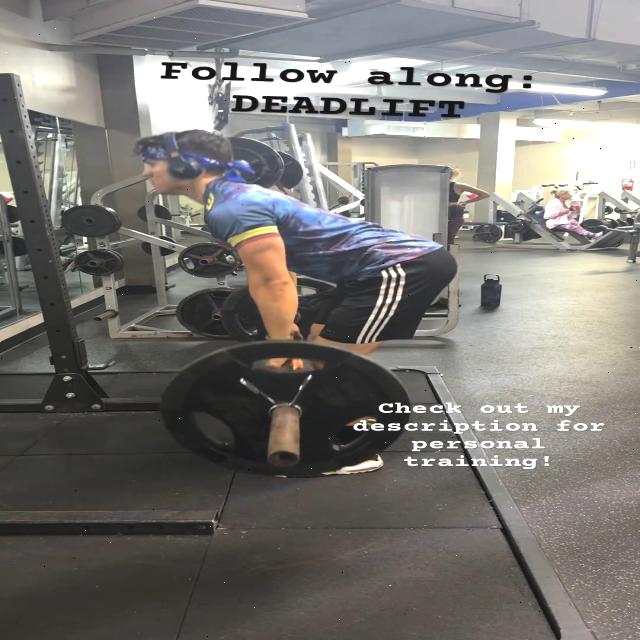 Follow along:
DEADLIFT
Check out my
description for
personal
training!